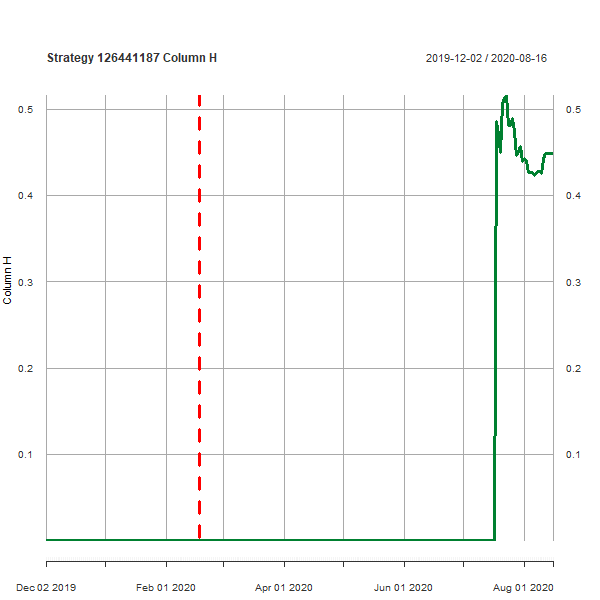 Strategy 126441187 Column H
2019-12-02 / 2020-08-16
0.5 0.5
0.4 0.4
0.3 0.3
0.2 0.2
0.1 0.1
Column H
Dec 02 2019 Feb 01 2020 Apr 01 2020 Jun 01 2020 Aug 01 2020